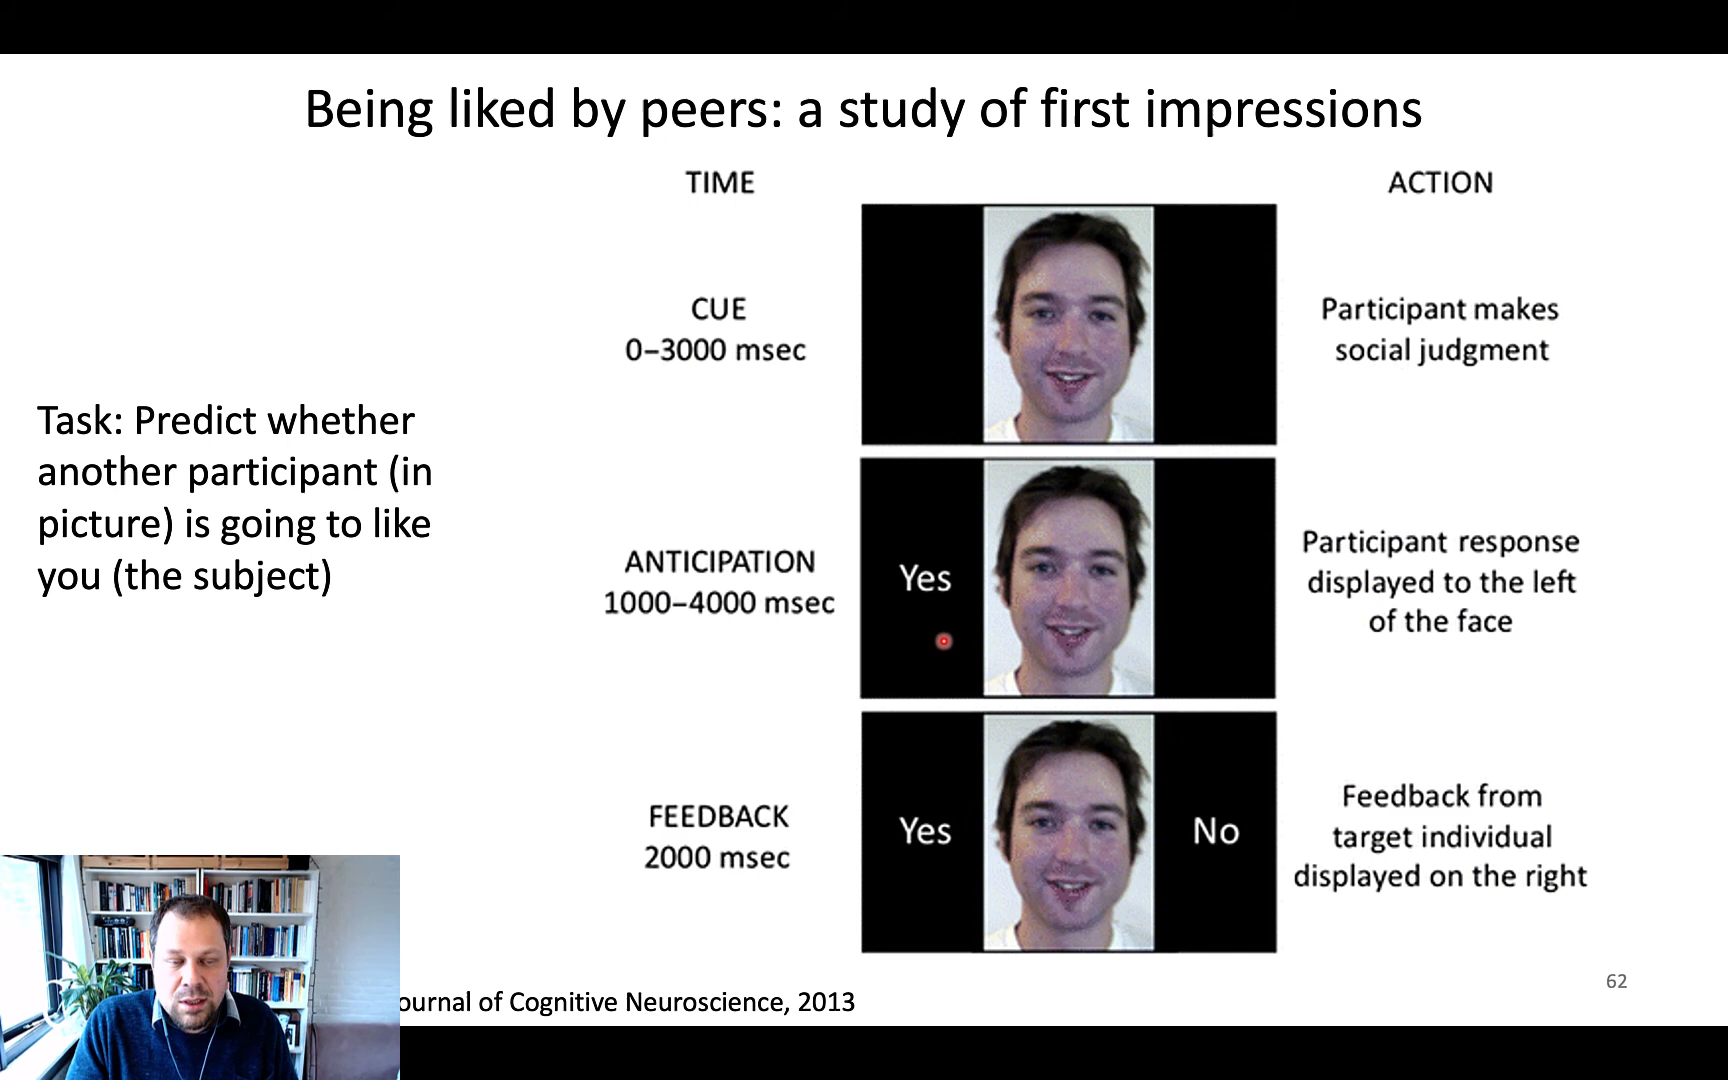 Being liked by peers: a study of first impressions
TIME
ACTION
CUE
0–3000 msec
Participant makes
social judgment
Task: Predict whether
another participant (in
picture) is going to like
you (the subject)
ANTICIPATION
1000–4000 msec
Yes
Participant response
displayed to the left
of the face
FEEDBACK
2000 msec
Yes
No
Feedback from
target individual
displayed on the right
of Cognitive Neuroscience, 2013
62